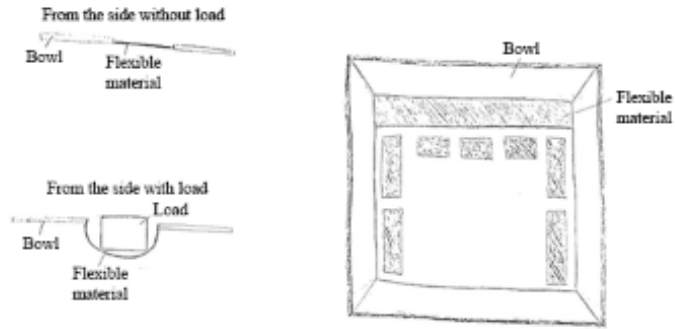 From the side without load
Bowl
Flexible
material
From the side with load
Load
Bowl
Flexible
material
Bowl
Flexible
material